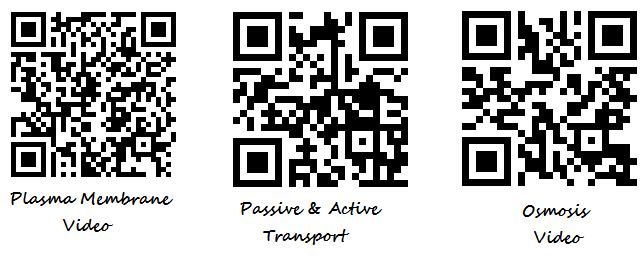 Plasma Membrane
Video
Passive & Active
Transport
Osmosis
Video